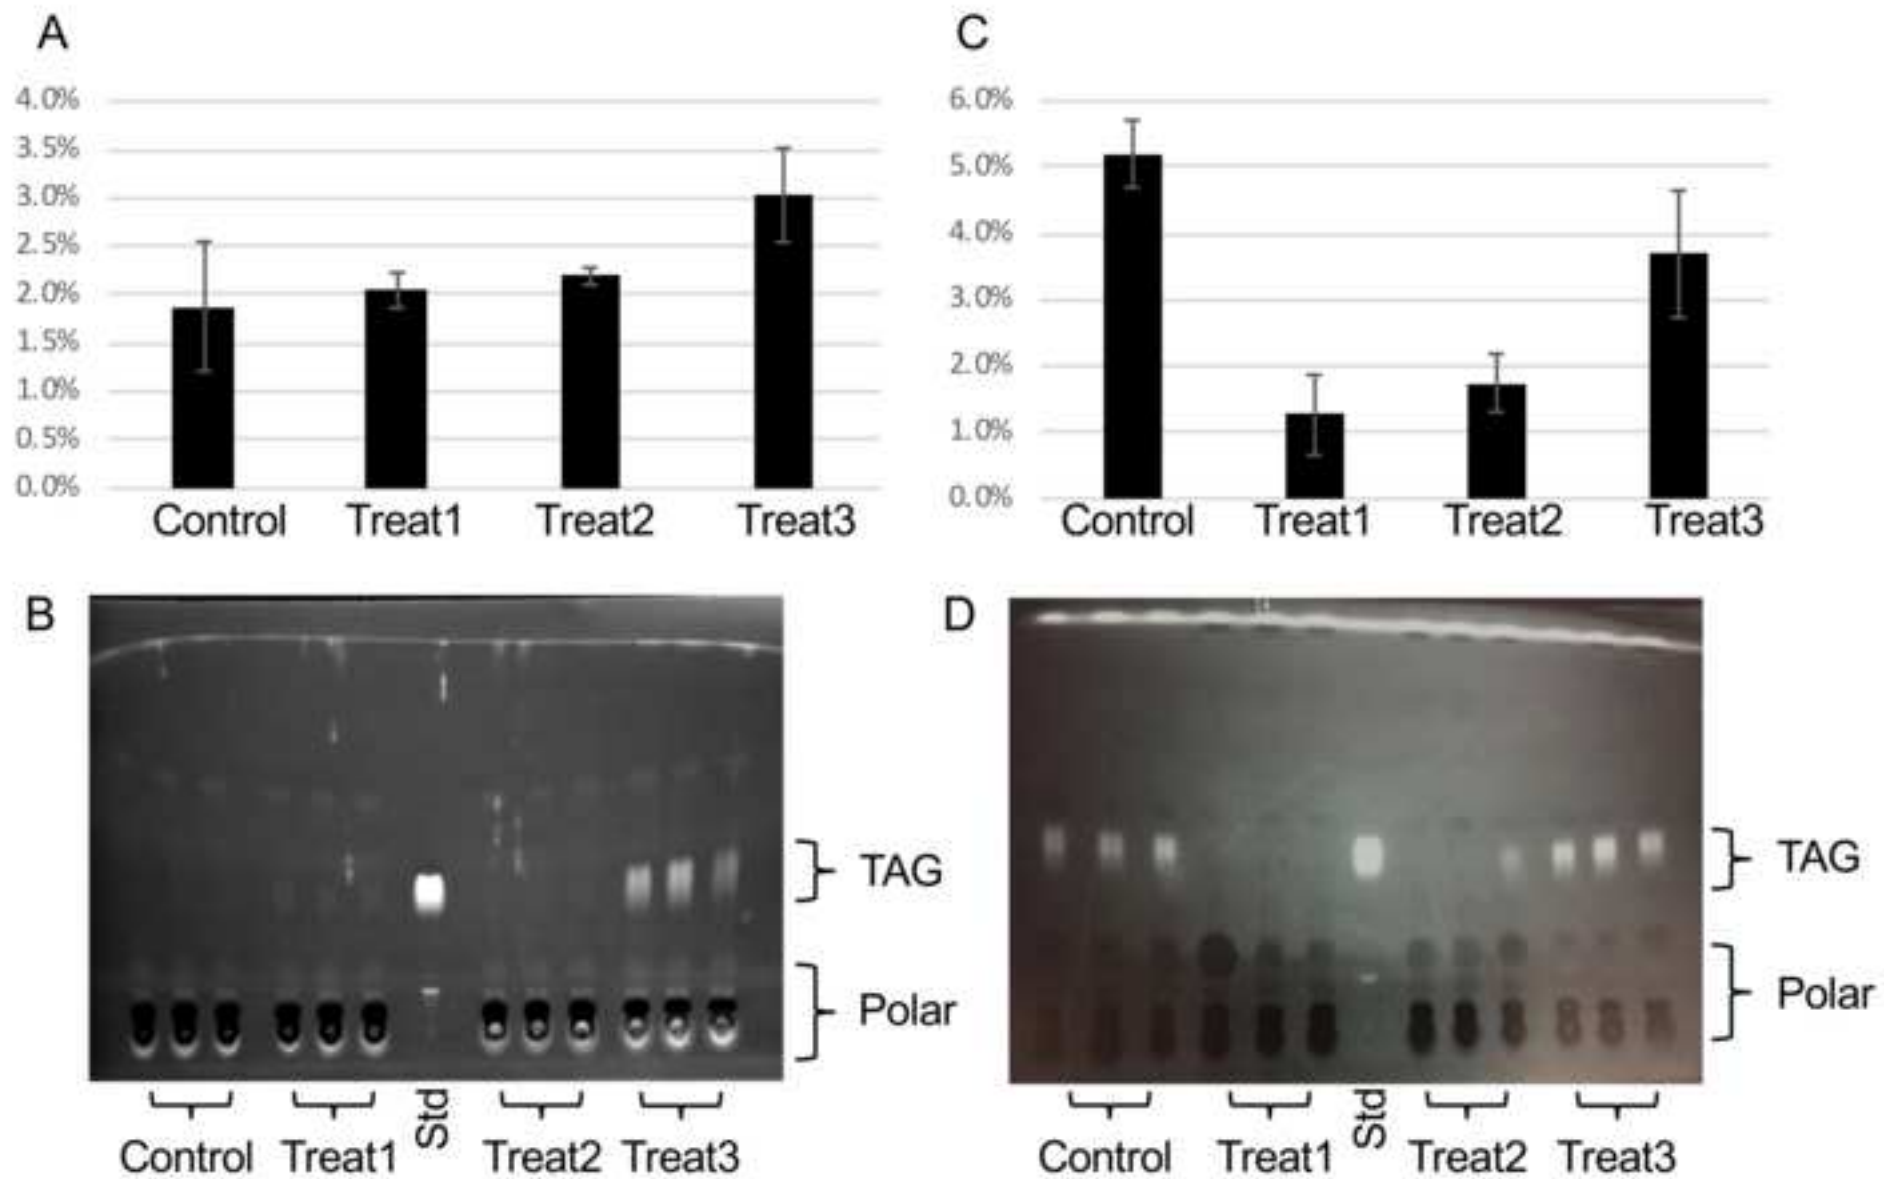 A
4.0%
3.5%
3.0%
2.5%
2.0%
1.5%
1.0%
0.5%
0.0%
Control Treat1 Treat2 Treat3
C
6.0%
5.0%
4.0%
3.0%
2.0%
1.0%
0.0%
Control Treat1 Treat2 Treat3
B
TAG
Polar
Control Treat1 Std Treat2 Treat3
D
TAG
Polar
Control Treat1 Std Treat2 Treat3